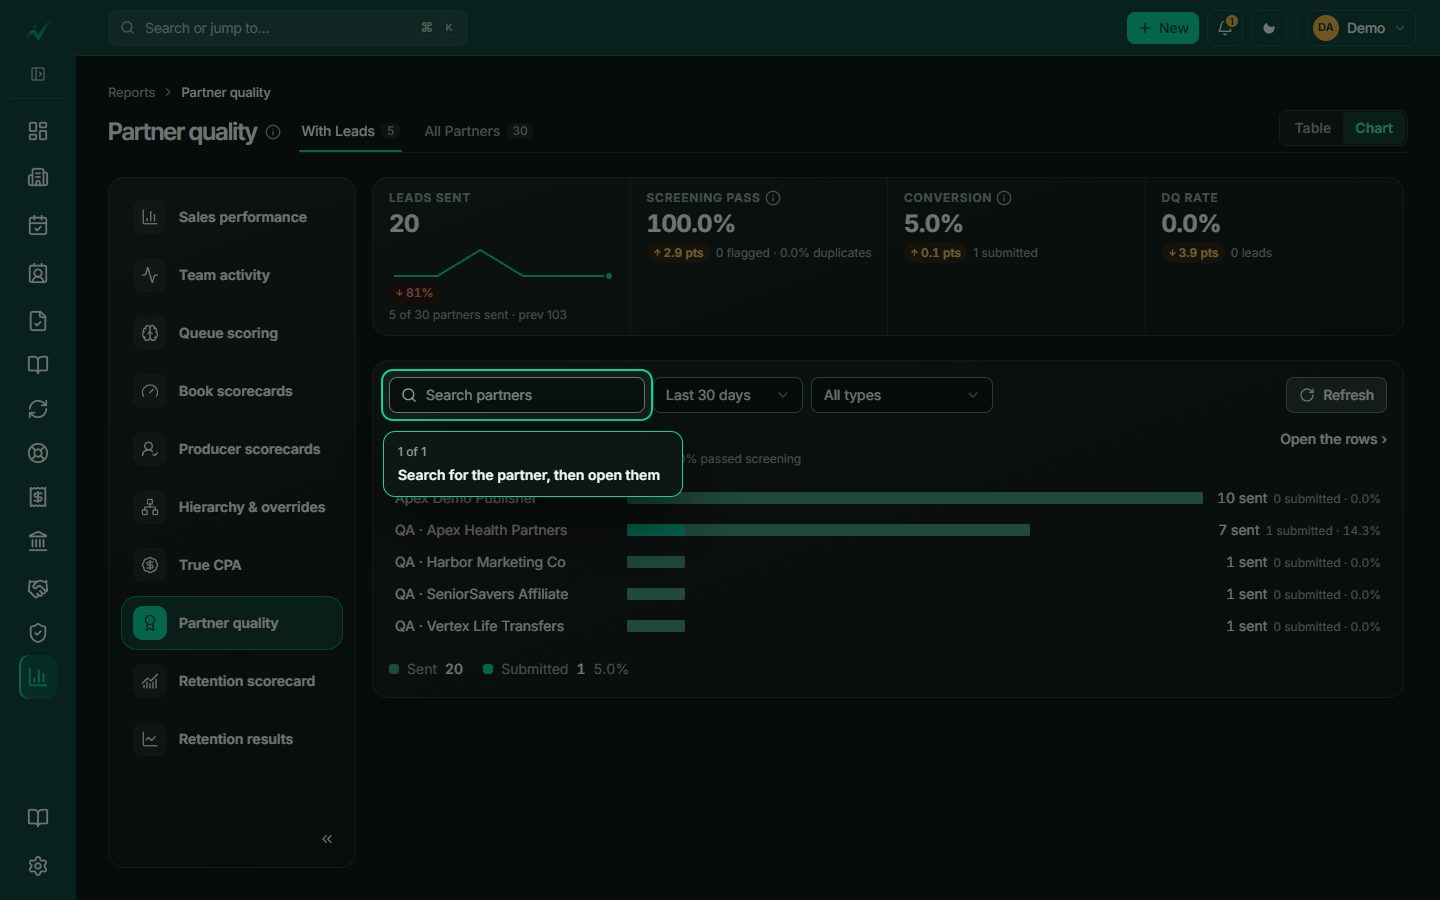 Search or jump to...
⌘ K
New
1
DA
Demo
Reports > Partner quality
Partner quality
With Leads 5
All Partners 30
Table
Chart
Sales performance
Team activity
Queue scoring
Book scorecards
Producer scorecards
Hierarchy & overrides
True CPA
Partner quality
Retention scorecard
Retention results
«
LEADS SENT
20
↓ 81%
5 of 30 partners sent · prev 103
SCREENING PASS
100.0%
↑ 2.9 pts 0 flagged · 0.0% duplicates
CONVERSION
5.0%
↑ 0.1 pts 1 submitted
DQ RATE
0.0%
↓ 3.9 pts 0 leads
Search partners
Last 30 days
All types
Refresh
Open the rows ›
1 of 1
Search for the partner, then open them
% passed screening
Apex Demo Publisher
10 sent 0 submitted · 0.0%
QA · Apex Health Partners
7 sent 1 submitted · 14.3%
QA · Harbor Marketing Co
1 sent 0 submitted · 0.0%
QA · SeniorSavers Affiliate
1 sent 0 submitted · 0.0%
QA · Vertex Life Transfers
1 sent 0 submitted · 0.0%
Sent 20 Submitted 1 5.0%